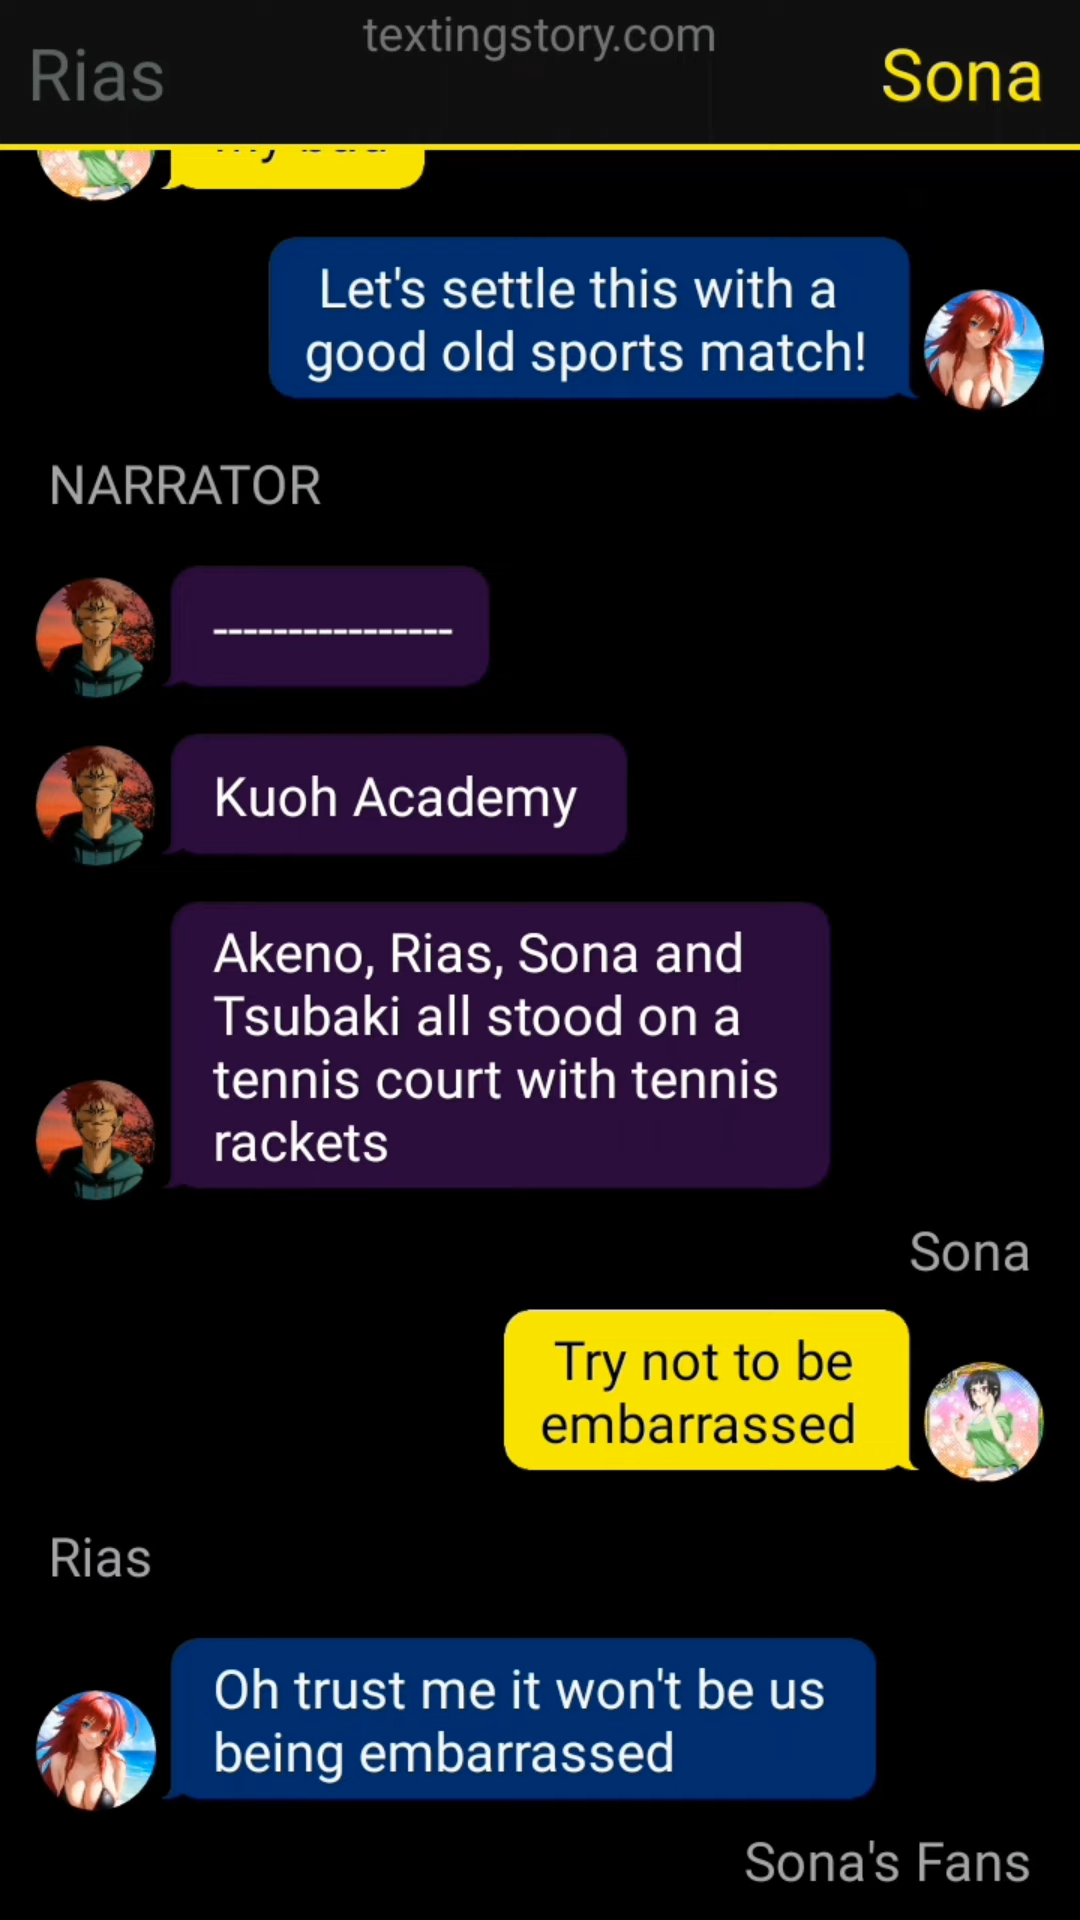 textingstory.com
Rias
Sona
Let's settle this with a
good old sports match!
NARRATOR
----------------
Kuoh Academy
Akeno, Rias, Sona and
Tsubaki all stood on a
tennis court with tennis
rackets
Sona
Try not to be
embarrassed
Rias
Oh trust me it won't be us
being embarrassed
Sona's Fans